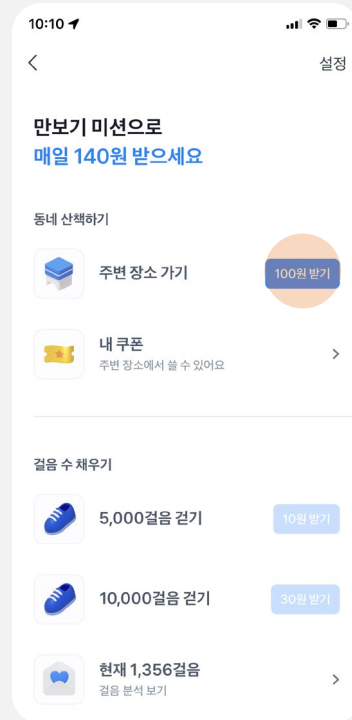 10:10
설정
만보기 미션으로
매일 140원 받으세요
동네 산책하기
주변 장소 가기
100원 받기
내 쿠폰
주변 장소에서 쓸 수 있어요
걸음 수 채우기
5,000걸음 걷기
10원 받기
10,000걸음 걷기
30원 받기
현재 1,356걸음
걸음 분석 보기